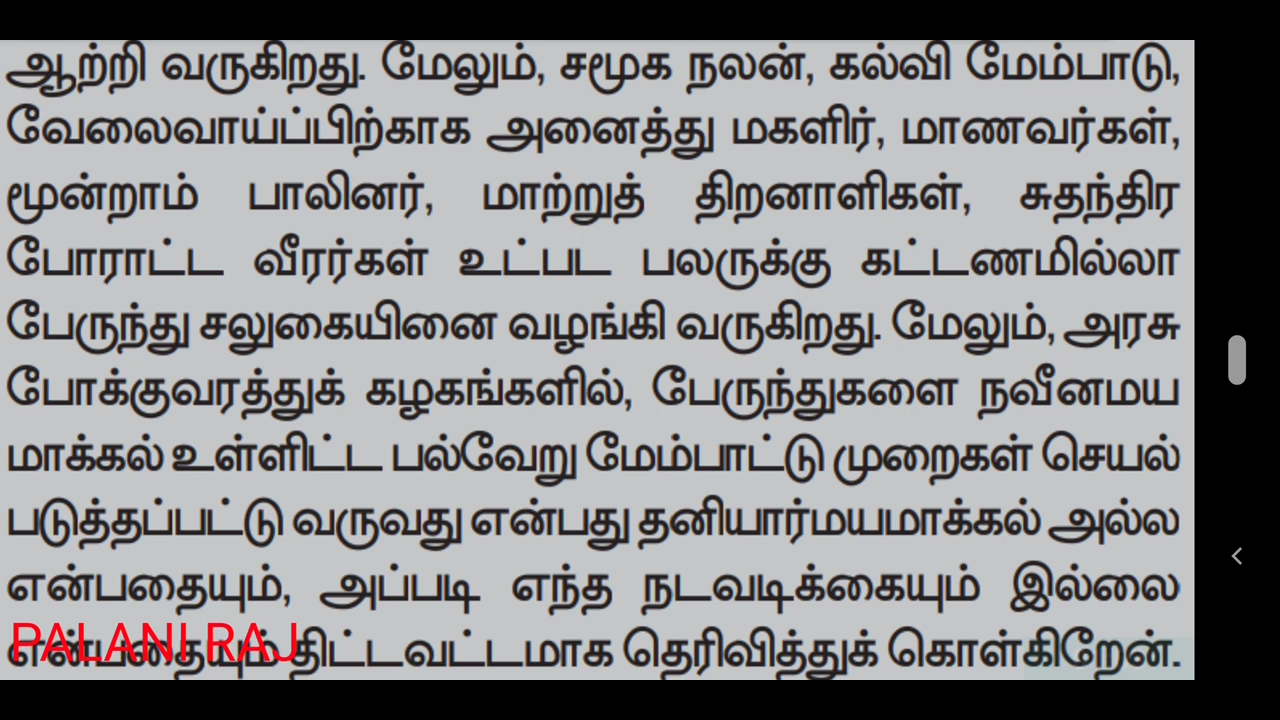 ஆற்றி வருகிறது. மேலும், சமூக நலன், கல்வி மேம்பாடு,
வேலைவாய்ப்பிற்காக அனைத்து மகளிர், மாணவர்கள்,
மூன்றாம் பாலினர், மாற்றுத் திறனாளிகள், சுதந்திர
போராட்ட வீரர்கள் உட்பட பலருக்கு கட்டணமில்லா
பேருந்து சலுகையினை வழங்கி வருகிறது. மேலும், அரசு
போக்குவரத்துக் கழகங்களில், பேருந்துகளை நவீனமய
மாக்கல் உள்ளிட்ட பல்வேறு மேம்பாட்டு முறைகள் செயல்
படுத்தப்பட்டு வருவது என்பது தனியார்மயமாக்கல் அல்ல
என்பதையும், அப்படி எந்த நடவடிக்கையும் இல்லை
என்பதையும் திட்டவட்டமாக தெரிவித்துக் கொள்கிறேன்.
PALANI RAJ